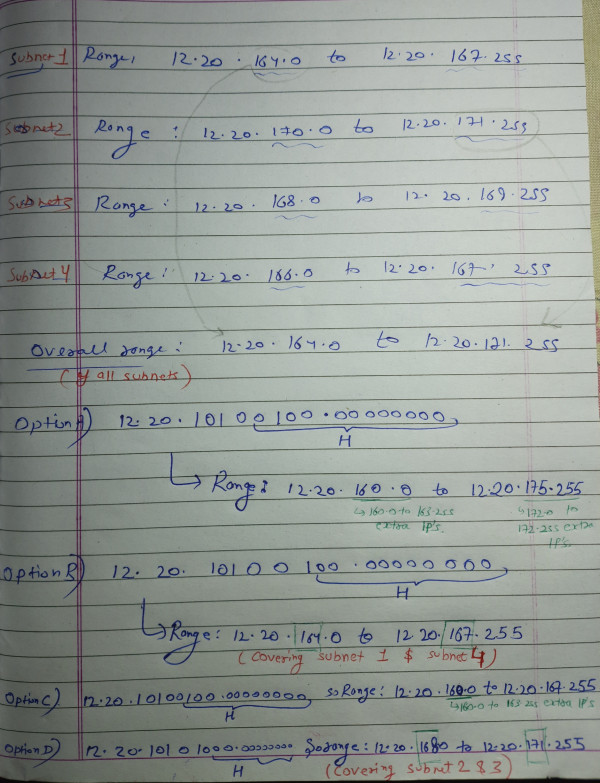 Subnet 1 Range, 12.20.164.0 to 12.20.167.255
Subnet2 Range : 12.20.170.0 to 12.20.171.255
Subnet3 Range : 12.20.168.0 to 12.20.169.255
Subnet4 Range : 12.20.166.0 to 12.20.167.255
Overall range : 12.20.164.0 to 12.20.171.255
(of all subnets)
Option A) 12.20.10100100.00000000
H
Range : 12.20.160.0 to 12.20.175.255
↳160.0 to 163.255 ↳172.0 to
extra IP's. 172.255 extra
IP's.
Option B) 12.20.10100100.00000000
H
Range : 12.20.164.0 to 12.20.167.255
(covering subnet 1 & subnet 4)
Option C) 12.20.10100100.00000000 so Range : 12.20.160.0 to 12.20.167.255
H ↳160.0 to 163.255 extra IP's
Option D) 12.20.10101000.00000000 So range : 12.20.168.0 to 12.20.171.255
H (Covering subnet 2 & 3)